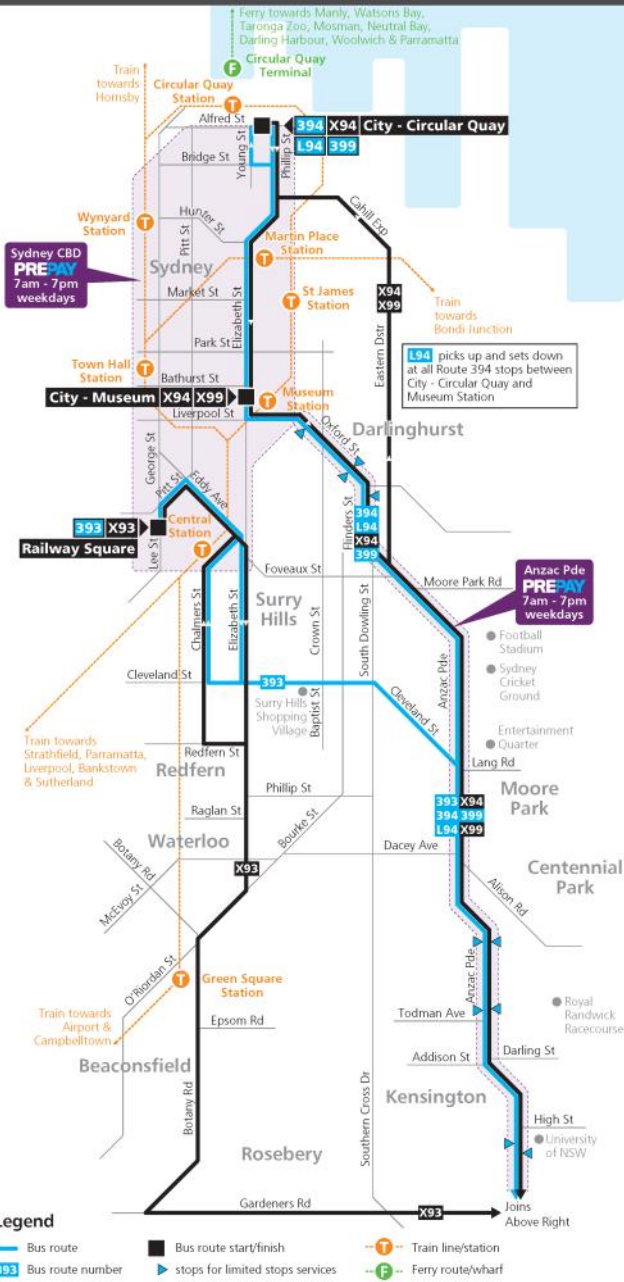 Ferry towards Manly, Watsons Bay,
Taronga Zoo, Mosman, Neutral Bay,
Darling Harbour, Woolwich & Parramatta
F
Circular Quay
Terminal
Train
towards
Hornsby
Circular Quay
Station
T
Alfred St
394 X94 City - Circular Quay
L94 399
Young St
Phillip St
Bridge St
Cahill Exp
Hunter St
Wynyard
Station
T
Pitt St
Martin Place
Station
T
Sydney CBD
PREPAY
7am - 7pm
weekdays
Sydney
St James
Station
T
X94
X99
Market St
Elizabeth St
Train
towards
Bondi Junction
Park St
Eastern Dstr
L94 picks up and sets down
at all Route 394 stops between
City - Circular Quay and
Museum Station
Town Hall
Station
T
Bathurst St
City - Museum X94 X99
Museum
Station
T
Liverpool St
Oxford St
Darlinghurst
George St
Pitt St
Eddy Ave
Flinders St
394
L94
X94
399
393 X93
Railway Square
Lee St
Central
Station
T
Foveaux St
Moore Park Rd
Anzac Pde
PREPAY
7am - 7pm
weekdays
Surry
Hills
Chalmers St
Elizabeth St
Crown St
South Dowling St
Anzac Pde
Football
Stadium
Sydney
Cricket
Ground
Cleveland St
393
Cleveland St
Surry Hills
Shopping
Village
Baptist St
Entertainment
Quarter
Train towards
Strathfield, Parramatta,
Liverpool, Bankstown
& Sutherland
Redfern St
Redfern
Lang Rd
Moore
Park
Phillip St
393 X94
394 399
L94 X99
Raglan St
Waterloo
Bourke St
Dacey Ave
Botany Rd
X93
Centennial
Park
McEvoy St
Alison Rd
O'Riordan St
Green Square
Station
T
Anzac Pde
Royal
Randwick
Racecourse
Train towards
Airport &
Campbelltown
Epsom Rd
Todman Ave
Beaconsfield
Addison St
Darling St
Kensington
Botany Rd
Southern Cross Dr
High St
University
of NSW
Rosebery
Gardeners Rd
X93
Joins
Above Right
Legend
Bus route
Bus route start/finish
T
Train line/station
393
Bus route number
stops for limited stops services
F
Ferry route/wharf